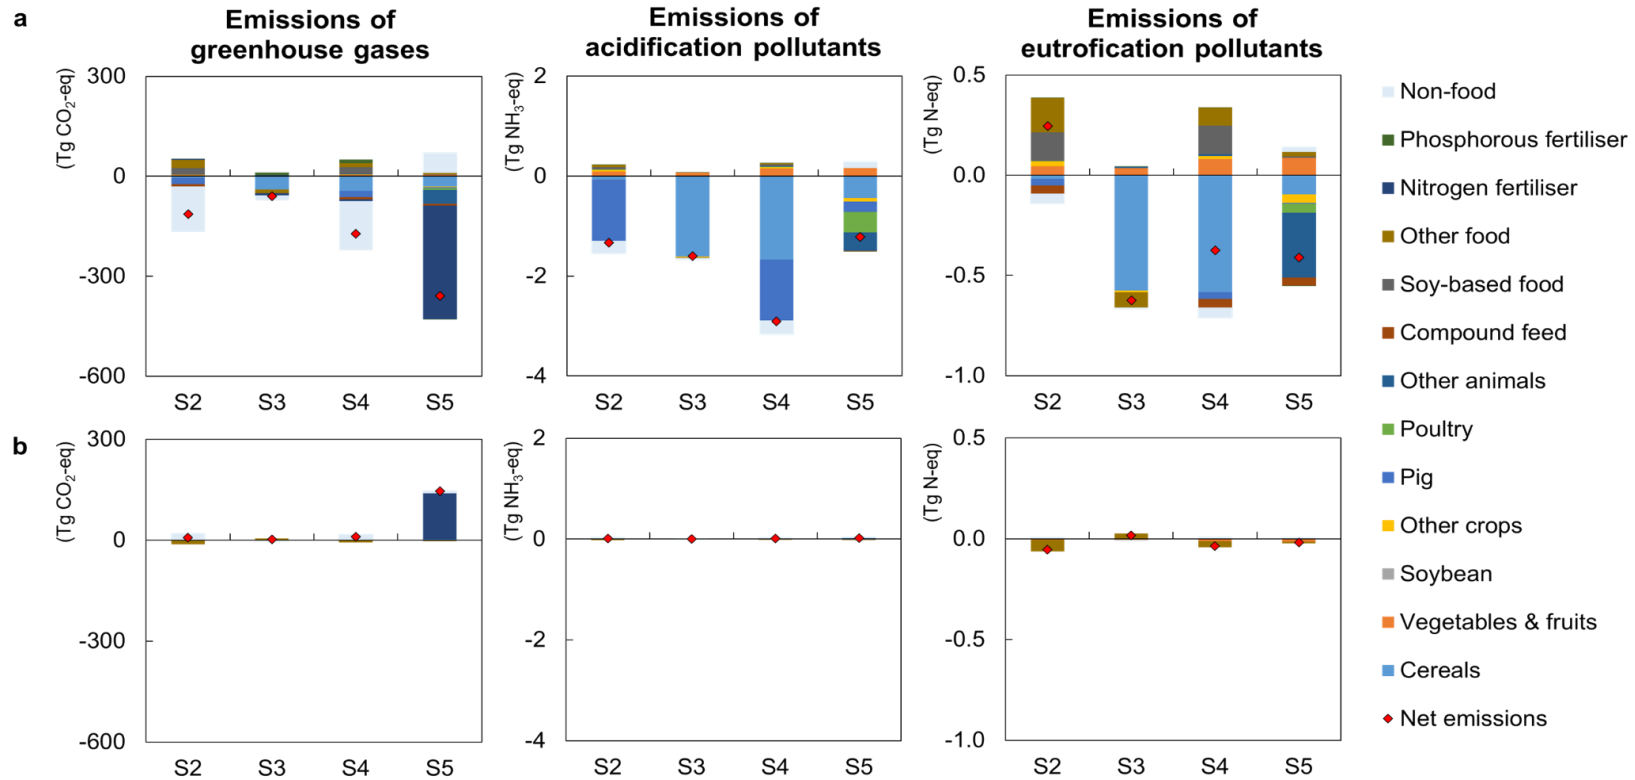 a
Emissions of
greenhouse gases
Emissions of
acidification pollutants
Emissions of
eutrofication pollutants
(Tg CO₂-eq)
300
0
-300
-600
S2 S3 S4 S5
(Tg NH₃-eq)
2
0
-2
-4
S2 S3 S4 S5
(Tg N-eq)
0.5
0.0
-0.5
-1.0
S2 S3 S4 S5
b
(Tg CO₂-eq)
300
0
-300
-600
S2 S3 S4 S5
(Tg NH₃-eq)
2
0
-2
-4
S2 S3 S4 S5
(Tg N-eq)
0.5
0.0
-0.5
-1.0
S2 S3 S4 S5
Non-food
Phosphorous fertiliser
Nitrogen fertiliser
Other food
Soy-based food
Compound feed
Other animals
Poultry
Pig
Other crops
Soybean
Vegetables & fruits
Cereals
Net emissions